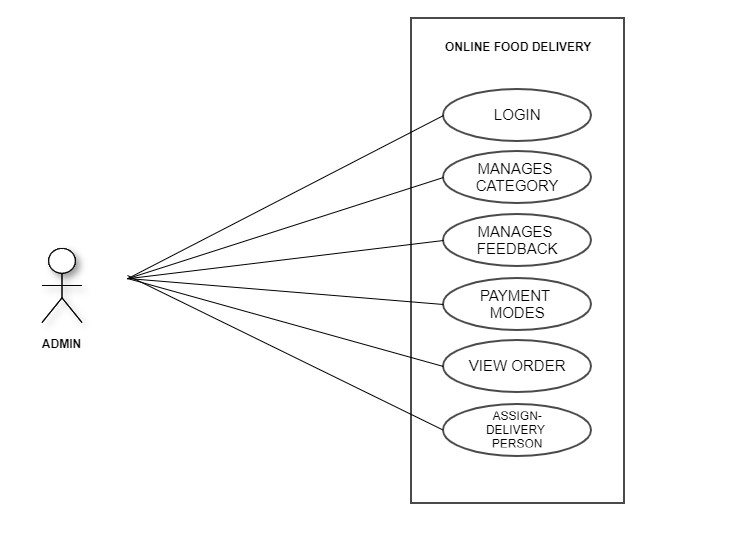 ONLINE FOOD DELIVERY
LOGIN
MANAGES
CATEGORY
MANAGES
FEEDBACK
PAYMENT
MODES
VIEW ORDER
ASSIGN-
DELIVERY
PERSON
ADMIN